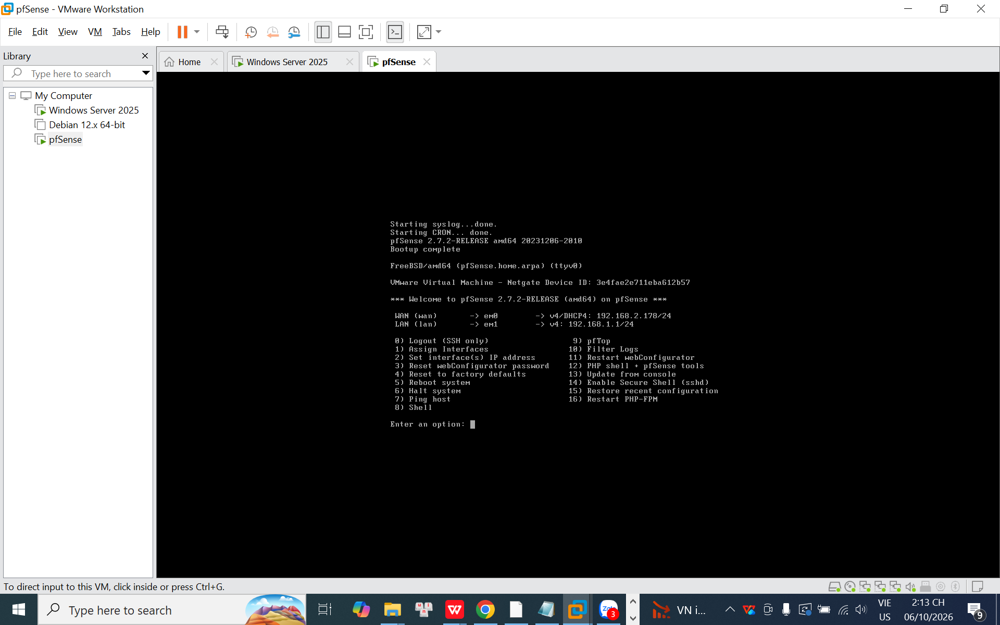 pfSense - VMware Workstation
File Edit View VM Tabs Help
Library
Type here to search
My Computer
Windows Server 2025
Debian 12.x 64-bit
pfSense
Home
Windows Server 2025
pfSense
Starting syslog...done.
Starting CRON... done.
pfSense 2.7.2-RELEASE amd64 20231206-2010
Bootup complete
FreeBSD/amd64 (pfSense.home.arpa) (ttyv0)
VMware Virtual Machine - Netgate Device ID: 3e4fae2e711eba612b57
*** Welcome to pfSense 2.7.2-RELEASE (amd64) on pfSense ***
WAN (wan) -> em0 -> v4/DHCP4: 192.168.2.178/24
LAN (lan) -> em1 -> v4: 192.168.1.1/24
0) Logout (SSH only) 9) pfTop
1) Assign Interfaces 10) Filter Logs
2) Set interface(s) IP address 11) Restart webConfigurator
3) Reset webConfigurator password 12) PHP shell + pfSense tools
4) Reset to factory defaults 13) Update from console
5) Reboot system 14) Enable Secure Shell (sshd)
6) Halt system 15) Restore recent configuration
7) Ping host 16) Restart PHP-FPM
8) Shell
Enter an option:
To direct input to this VM, click inside or press Ctrl+G.
Type here to search
Zalo
3
VN i...
VIE
US
2:13 CH
06/10/2026
9